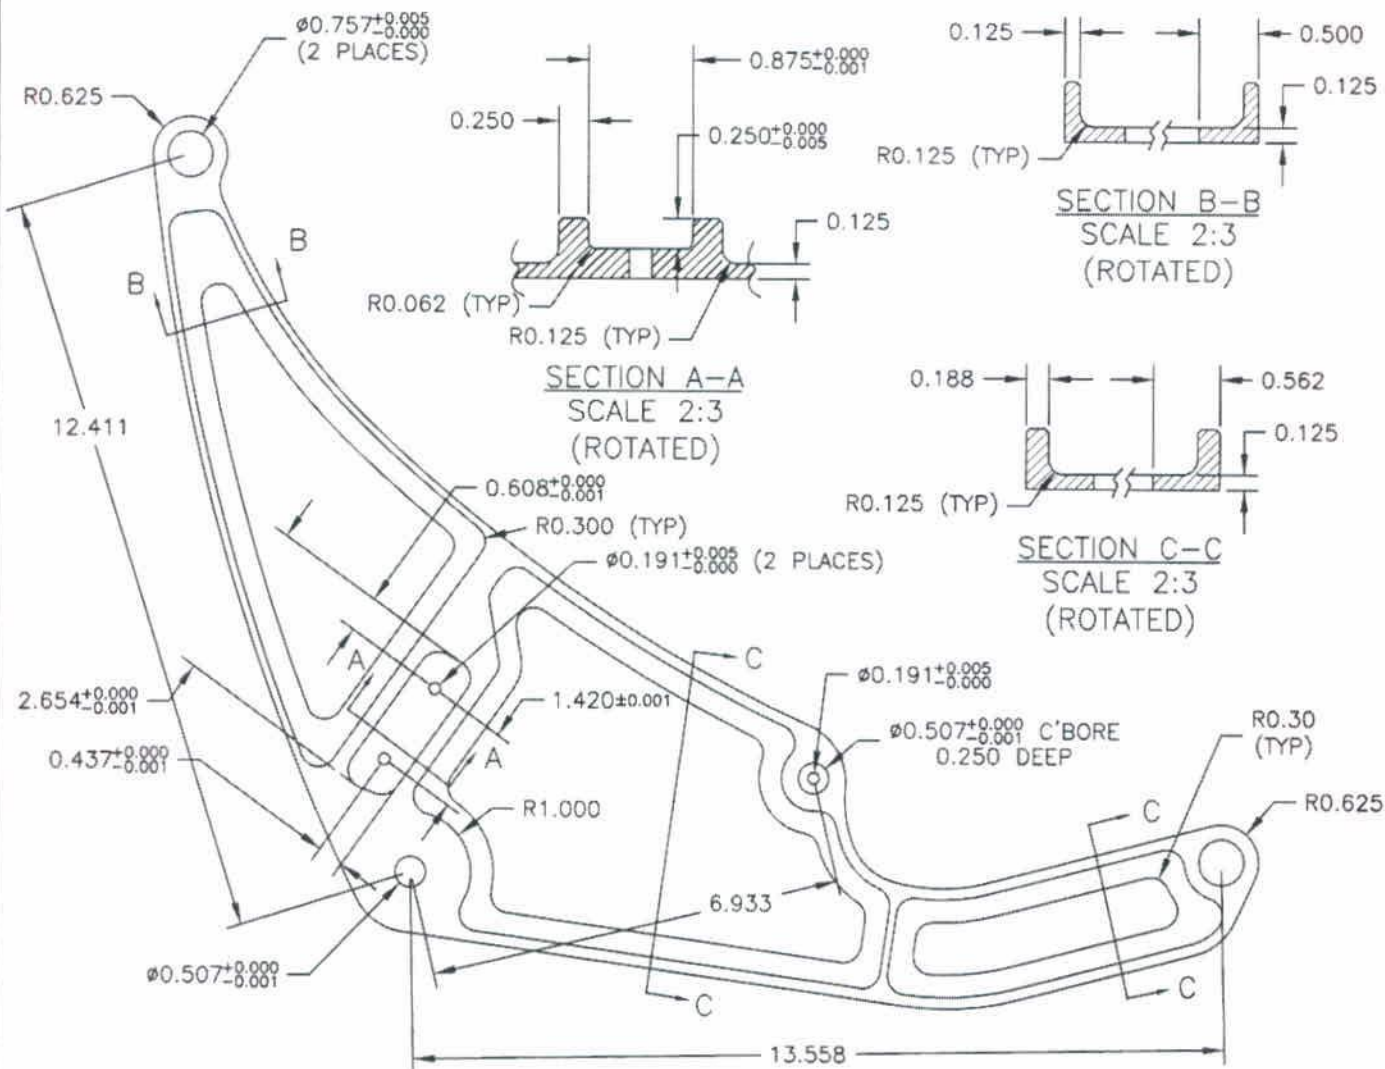 ø0.757+0.005
-0.000
(2 PLACES)
R0.625
0.875+0.000
-0.001
0.250
0.250+0.000
-0.005
0.125
R0.062 (TYP)
R0.125 (TYP)
SECTION A-A
SCALE 2:3
(ROTATED)
0.125
0.500
0.125
R0.125 (TYP)
SECTION B-B
SCALE 2:3
(ROTATED)
0.188
0.562
0.125
R0.125 (TYP)
SECTION C-C
SCALE 2:3
(ROTATED)
B
B
12.411
0.608+0.000
-0.001
R0.300 (TYP)
ø0.191+0.005
-0.000 (2 PLACES)
A
C
ø0.191+0.005
-0.000
2.654+0.000
-0.001
1.420±0.001
ø0.507+0.000
-0.001 C'BORE
0.250 DEEP
R0.30
(TYP)
0.437+0.000
-0.001
A
R1.000
C
R0.625
6.933
ø0.507+0.000
-0.001
C
C
13.558